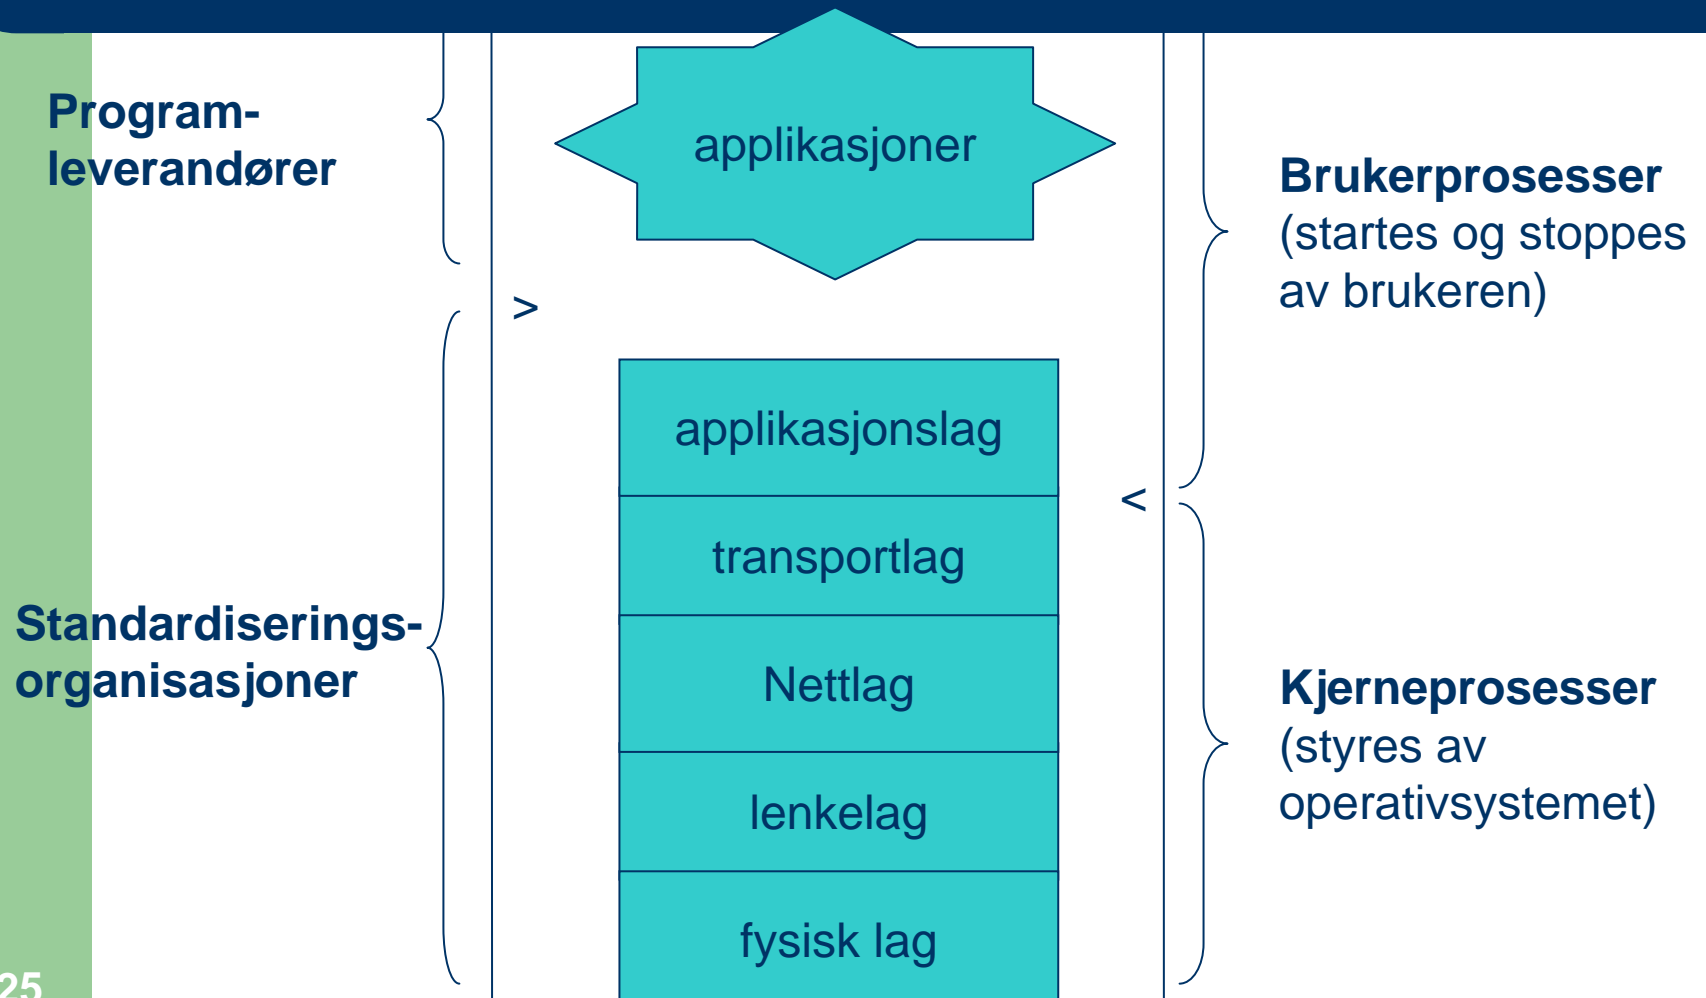 Program-
leverandører
applikasjoner
Brukerprosesser
(startes og stoppes
av brukeren)
>
applikasjonslag
<
transportlag
Standardiserings-
organisasjoner
Nettlag
Kjerneprosesser
(styres av
operativsystemet)
lenkelag
fysisk lag
25